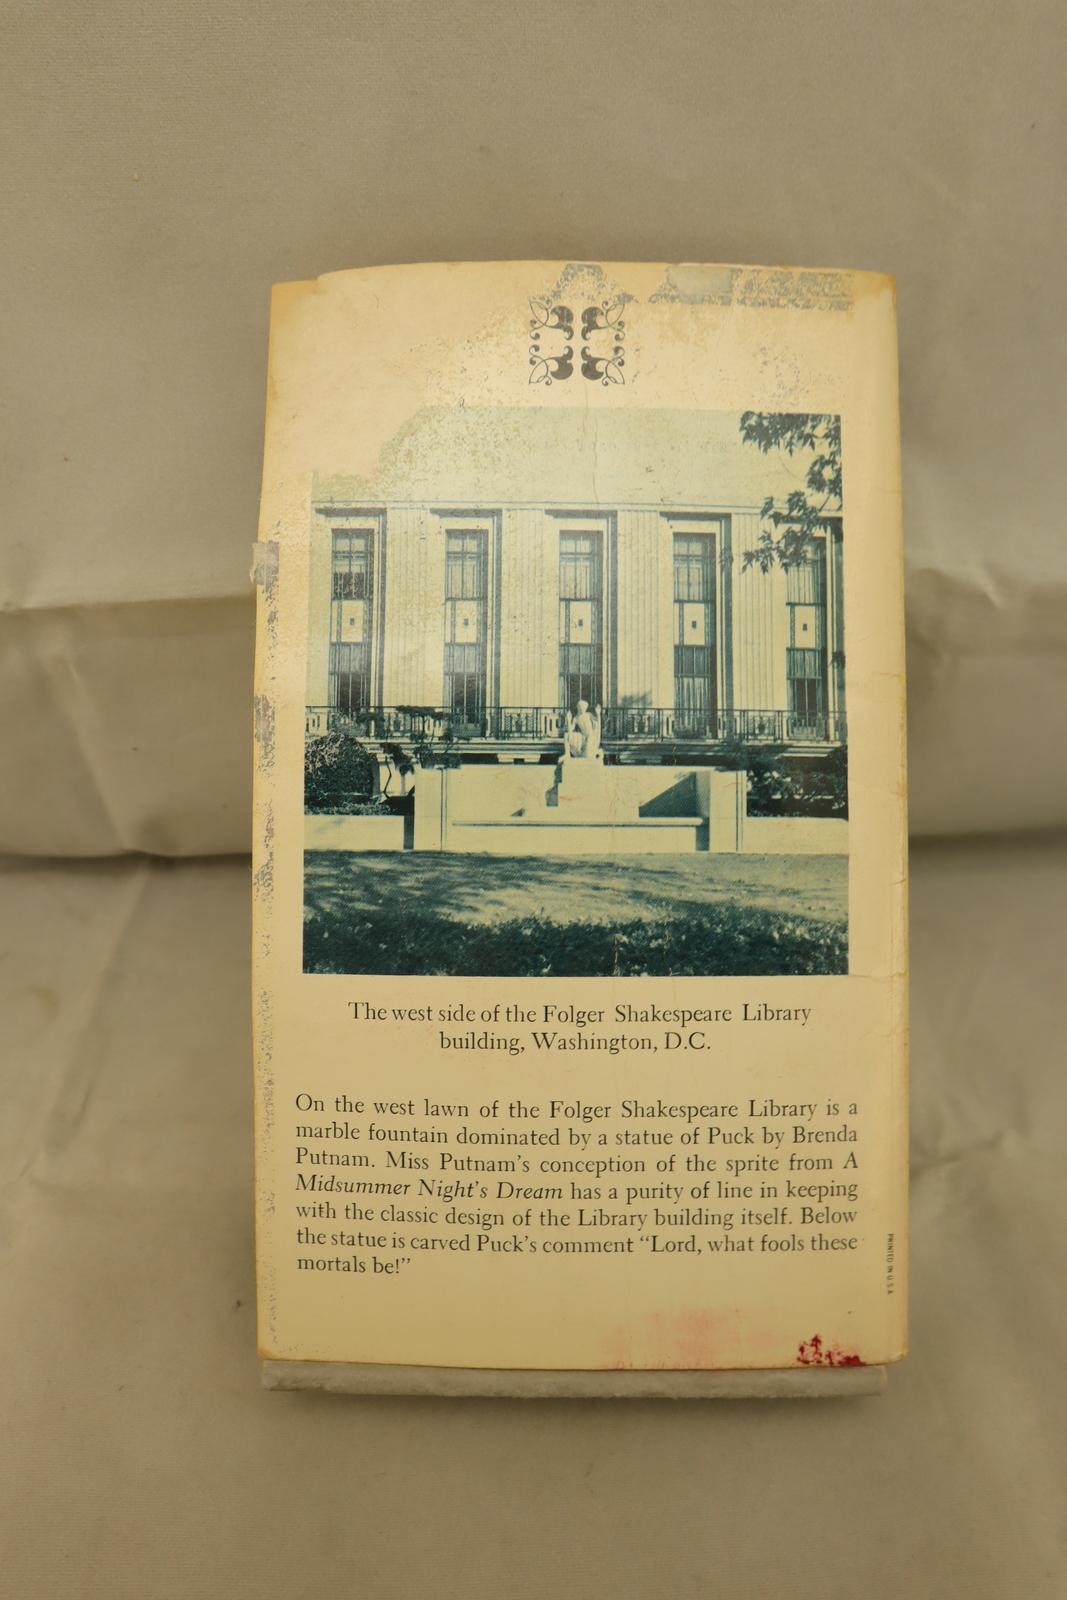 The west side of the Folger Shakespeare Library
building, Washington, D.C.
On the west lawn of the Folger Shakespeare Library is a
marble fountain dominated by a statue of Puck by Brenda
Putnam. Miss Putnam's conception of the sprite from A
Midsummer Night's Dream has a purity of line in keeping
with the classic design of the Library building itself. Below
the statue is carved Puck's comment “Lord, what fools these
mortals be!”
PRINTED IN U.S.A.